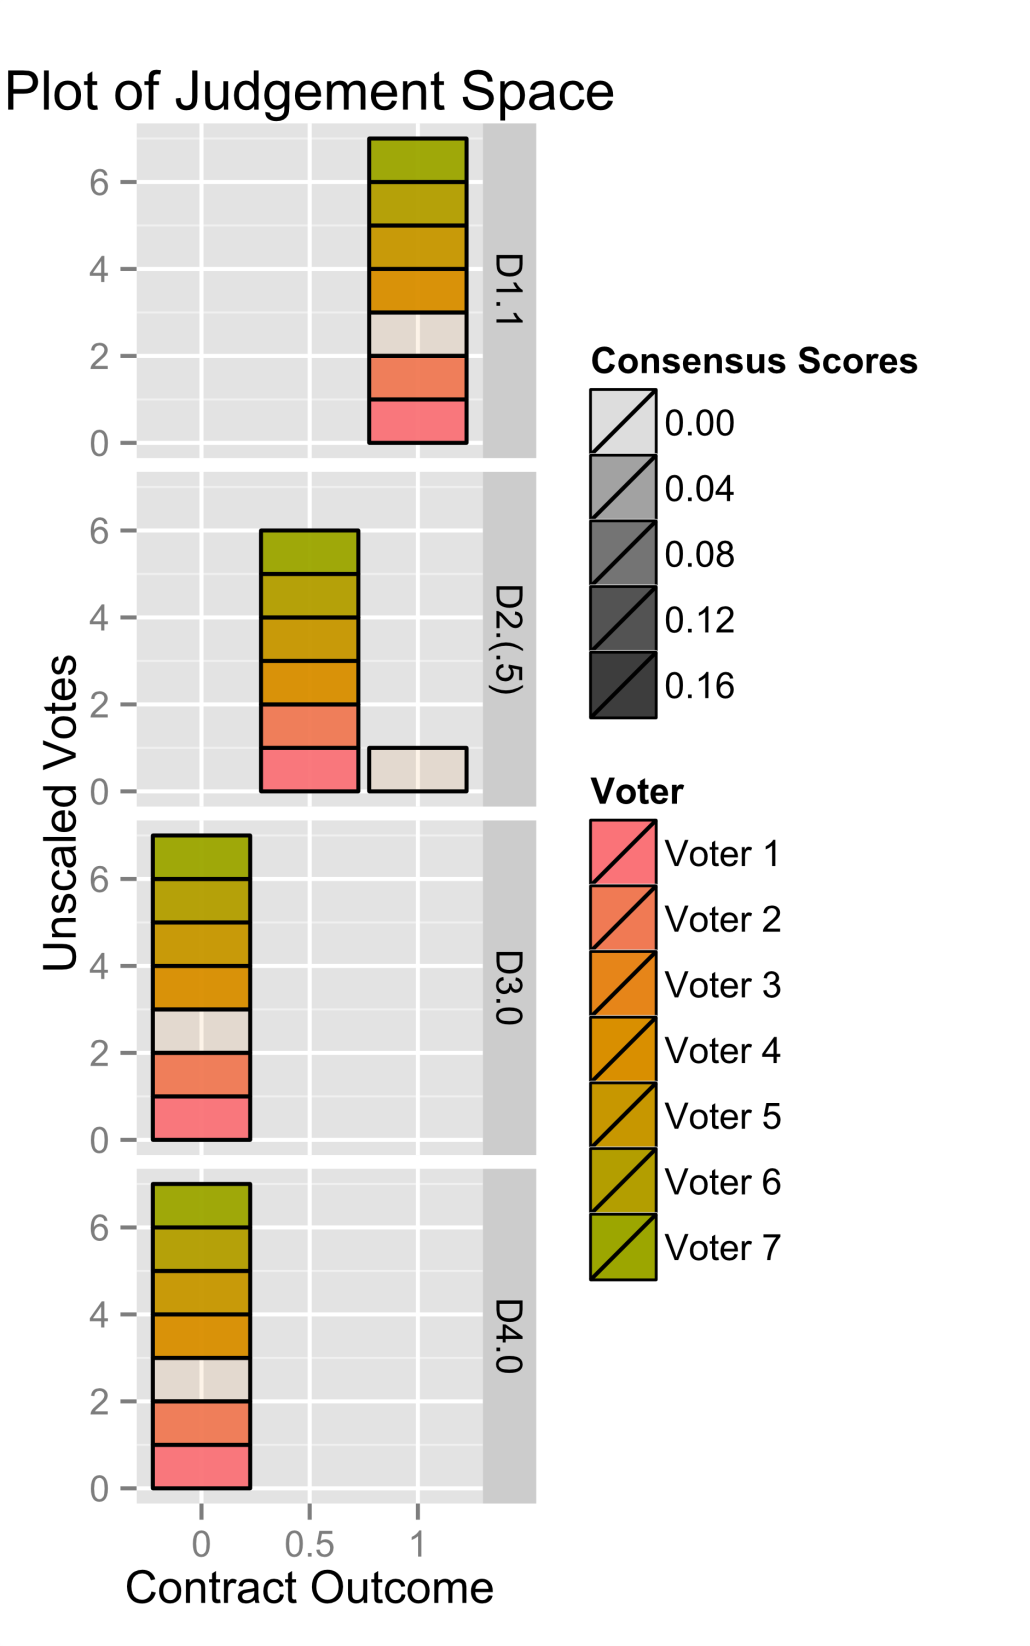 Plot of Judgement Space
Unscaled Votes
6
4
2
0
D1.1
6
4
2
0
D2.(.5)
6
4
2
0
D3.0
6
4
2
0
D4.0
0 0.5 1
Contract Outcome
Consensus Scores
0.00
0.04
0.08
0.12
0.16
Voter
Voter 1
Voter 2
Voter 3
Voter 4
Voter 5
Voter 6
Voter 7